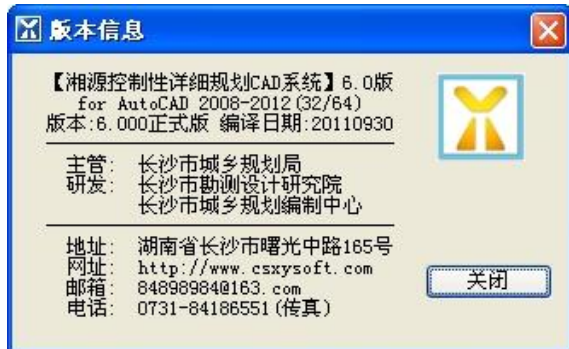 版本信息
【湘源控制性详细规划CAD系统】6.0版
for AutoCAD 2008-2012(32/64)
版本:6.000正式版 编译日期:20110930
主管: 长沙市城乡规划局
研发: 长沙市勘测设计研究院
长沙市城乡规划编制中心
地址: 湖南省长沙市曙光中路165号
网址: http://www.csxysoft.com
邮箱: 848989840163.com
电话: 0731-84186551(传真)
关闭